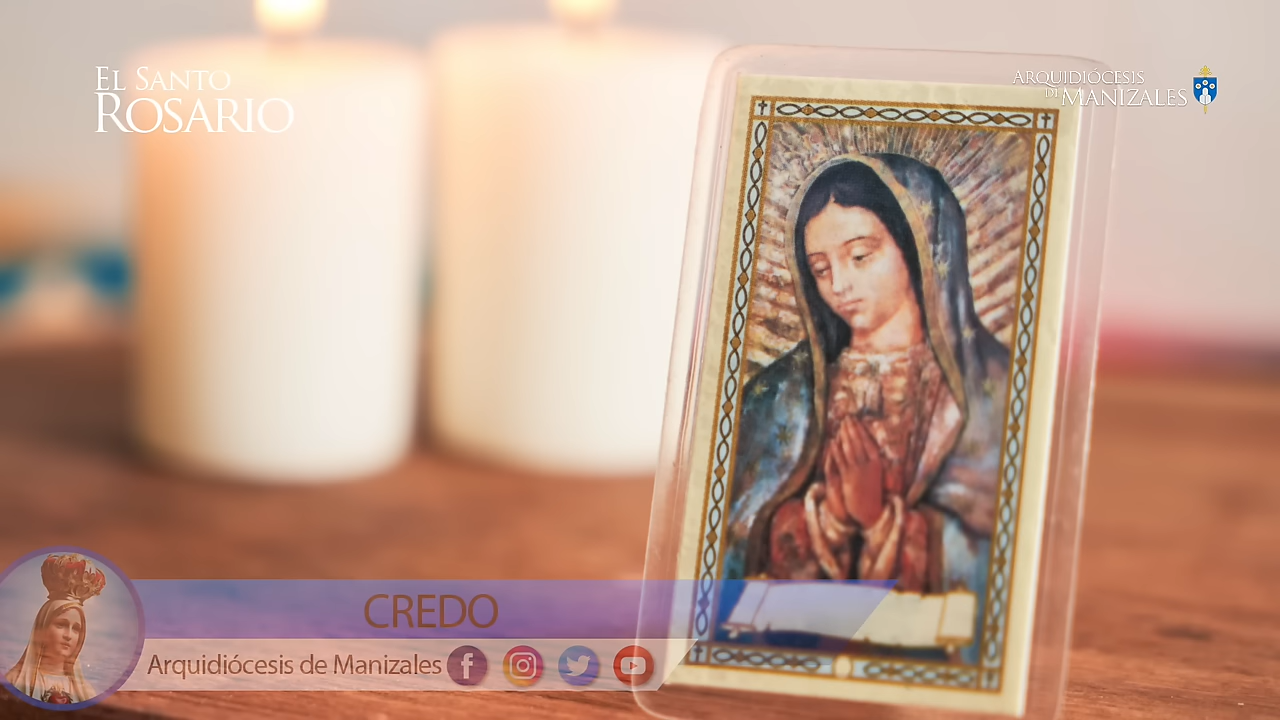 EL SANTO
ROSARIO
ARQUIDIÓCESIS
DE MANIZALES
CREDO
Arquidiócesis de Manizales